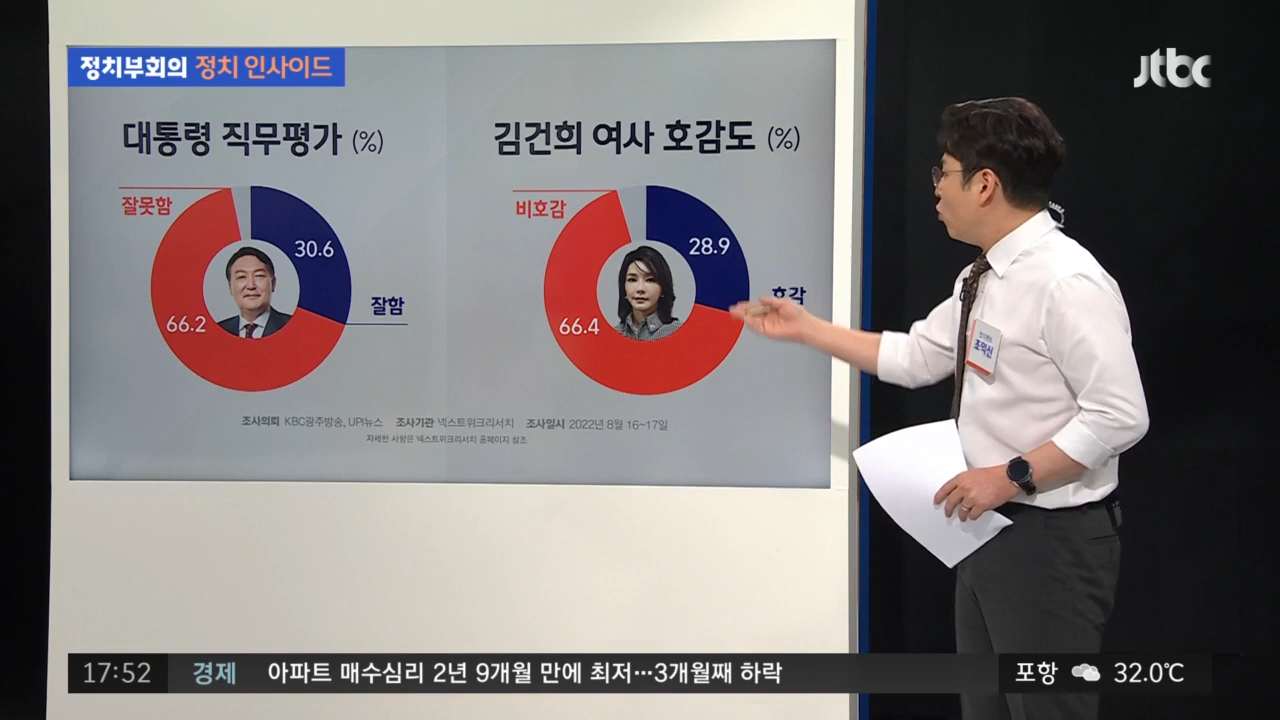 정치부회의 정치 인사이드
jtbc
대통령 직무평가 (%)
김건희 여사 호감도 (%)
잘못함
30.6
잘함
66.2
비호감
28.9
호감
66.4
조사의뢰 KBC광주방송, UPI뉴스 조사기관 넥스트위크리서치 조사일시 2022년 8월 16~17일
자세한 사항은 넥스트위크리서치 홈페이지 참조
조익신
17:52 경제 아파트 매수심리 2년 9개월 만에 최저…3개월째 하락 포항 32.0℃